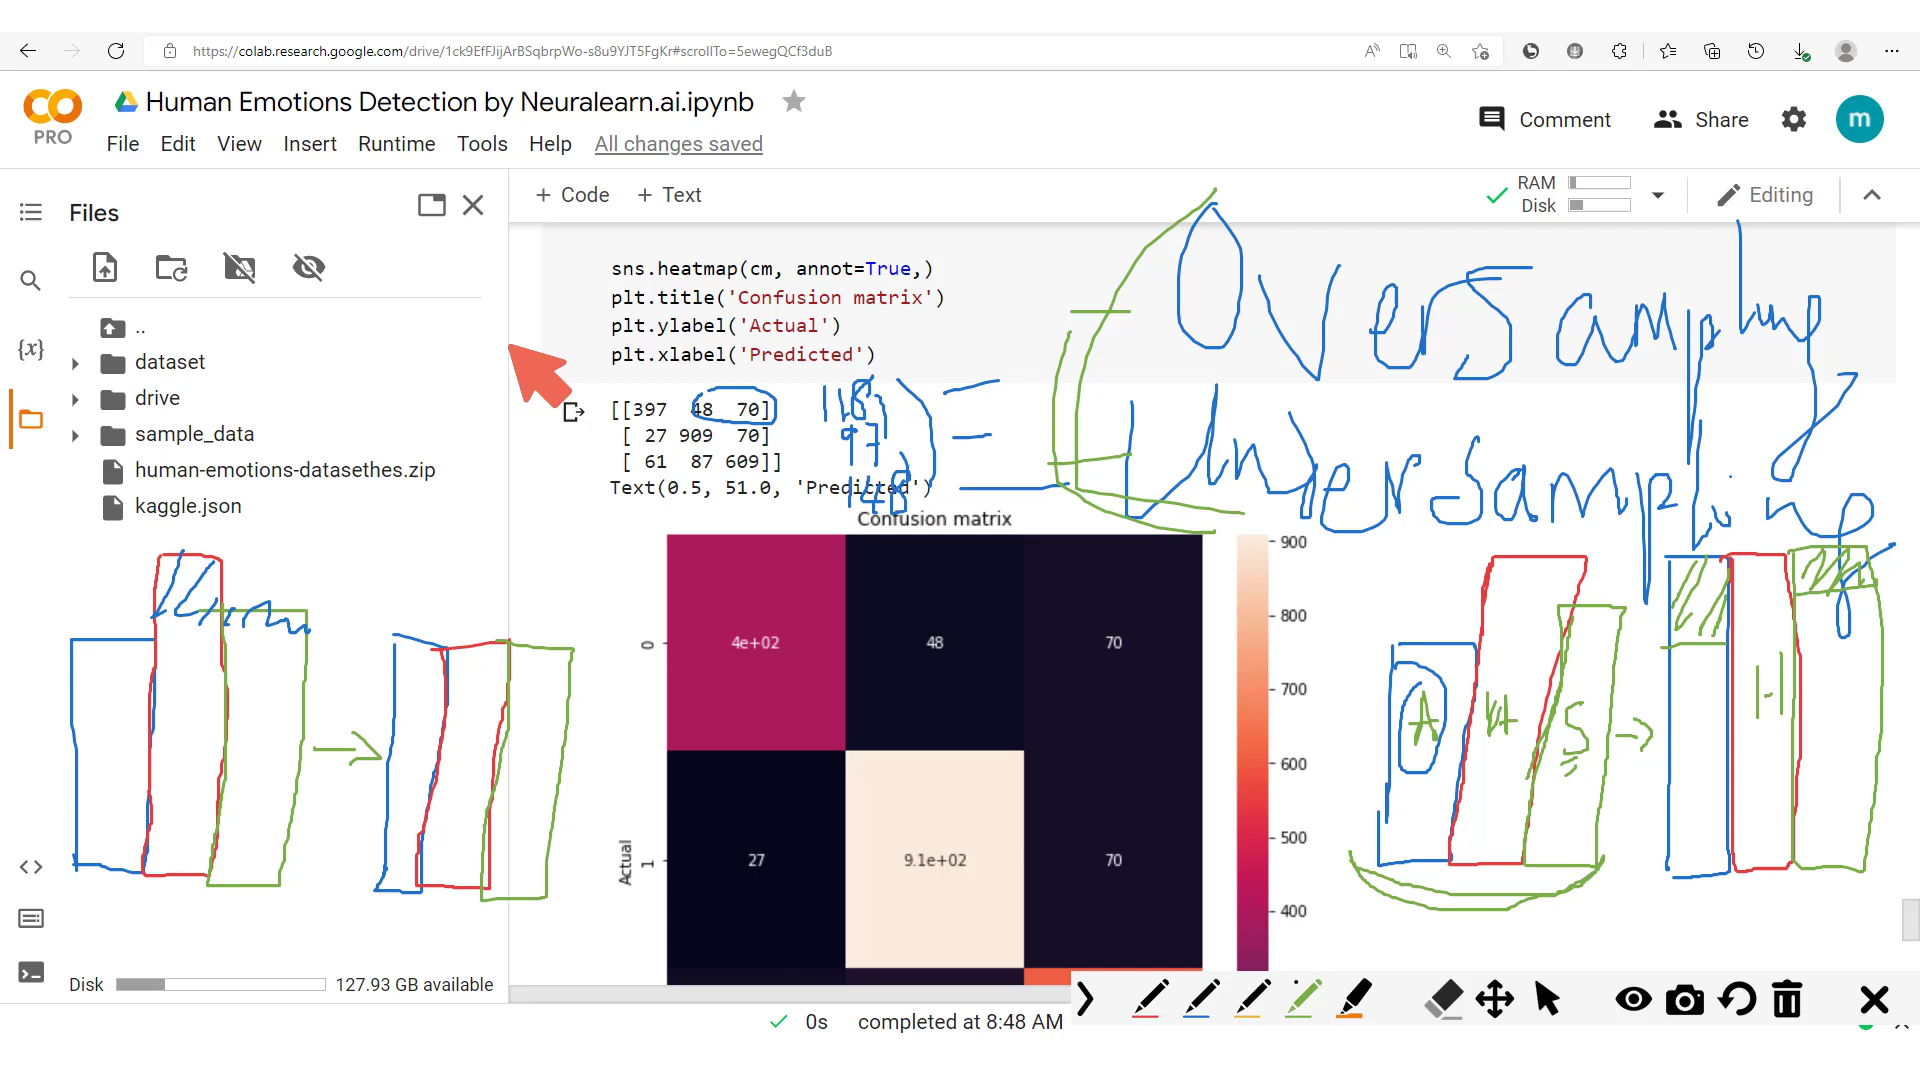 https://colab.research.google.com/drive/1ck9EfFJijArBSqbrpWo-s8u9YJT5FgKr#scrollTo=5ewegQCf3duB
Human Emotions Detection by Neuralearn.ai.ipynb
PRO
File Edit View Insert Runtime Tools Help All changes saved
Comment Share m
Files
+ Code + Text
RAM
Disk
Editing
{x}
..
dataset
drive
sample_data
human-emotions-datasethes.zip
kaggle.json
Disk 127.93 GB available
sns.heatmap(cm, annot=True,)
plt.title('Confusion matrix')
plt.ylabel('Actual')
plt.xlabel('Predicted')
[[397 48 70]
[ 27 909 70]
[ 61 87 609]]
Text(0.5, 51.0, 'Predicted')
118
97
148
OverSampling
UnderSampling
Confusion matrix
0 4e+02 48 70
Actual
1 27 9.1e+02 70
900
800
700
600
500
400
A H S
H
0s completed at 8:48 AM